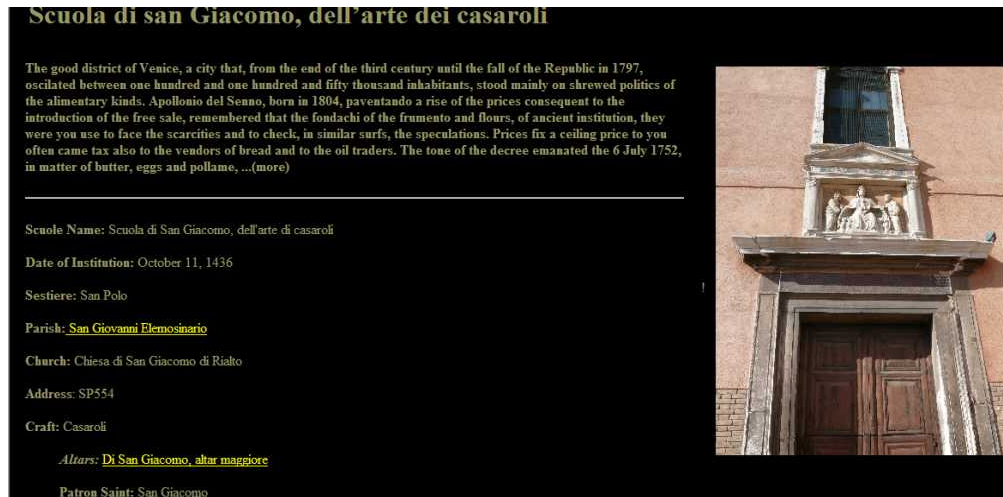 Scuola di san Giacomo, dell'arte dei casaroli
The good district of Venice, a city that, from the end of the third century until the fall of the Republic in 1797,
oscilated between one hundred and one hundred and fifty thousand inhabitants, stood mainly on shrewed politics of
the alimentary kinds. Apollonio del Senno, born in 1804, paventando a rise of the prices consequent to the
introduction of the free sale, remembered that the fondachi of the frumento and flours, of ancient institution, they
were you use to face the scarcities and to check, in similar surfs, the speculations. Prices fix a ceiling price to you
often came tax also to the vendors of bread and to the oil traders. The tone of the decree emanated the 6 July 1752,
in matter of butter, eggs and pollame, ...(more)
Scuole Name: Scuola di San Giacomo, dell'arte di casaroli
Date of Institution: October 11, 1436
Sestiere: San Polo
!
Parish: San Giovanni Elemosinario
Church: Chiesa di San Giacomo di Rialto
Address: SP554
Craft: Casaroli
Altars: Di San Giacomo, altar maggiore
Patron Saint: San Giacomo